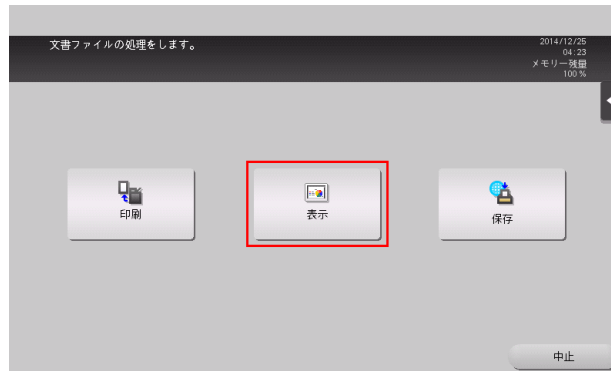 文書ファイルの処理をします。
2014/12/25
04:23
メモリー残量
100 %
印刷
表示
保存
中止